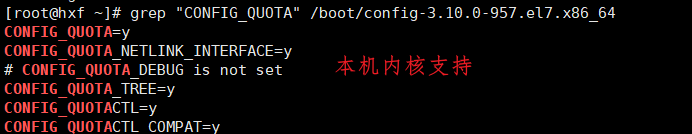 [root@hxf ~]# grep "CONFIG_QUOTA" /boot/config-3.10.0-957.el7.x86_64
CONFIG_QUOTA=y
CONFIG_QUOTA_NETLINK_INTERFACE=y
# CONFIG_QUOTA_DEBUG is not set
本机内核支持
CONFIG_QUOTA_TREE=y
CONFIG_QUOTACTL=y
CONFIG_QUOTACTL_COMPAT=y